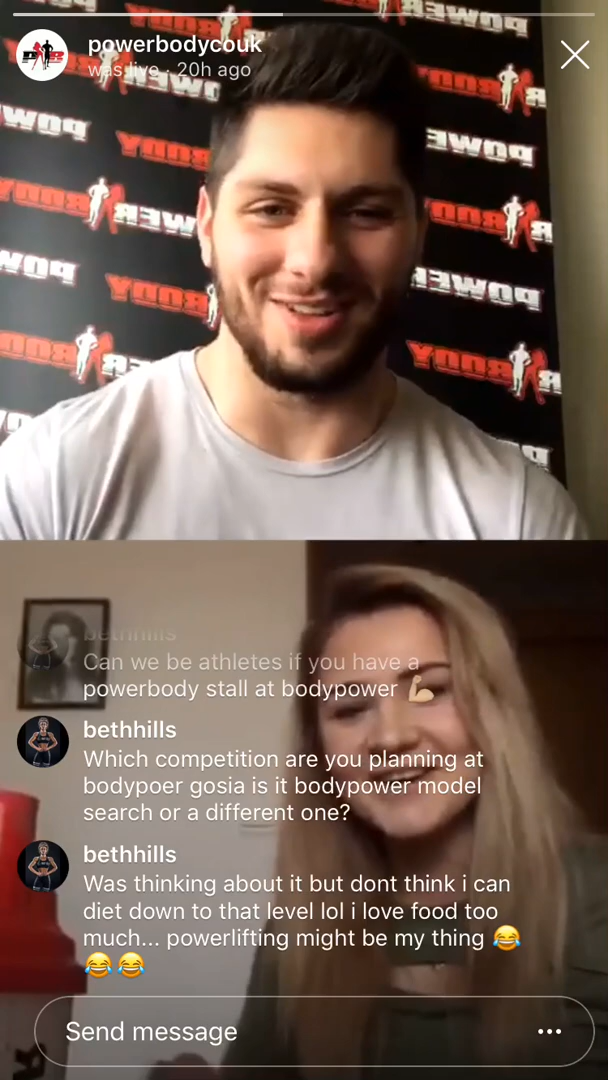 powerbodycouk
was live · 20h ago
bethhills
Can we be athletes if you have a
powerbody stall at bodypower 💪🏼
bethhills
Which competition are you planning at
bodypoer gosia is it bodypower model
search or a different one?
bethhills
Was thinking about it but dont think i can
diet down to that level lol i love food too
much... powerlifting might be my thing 😂
😂😂
Send message
POWER
BODY